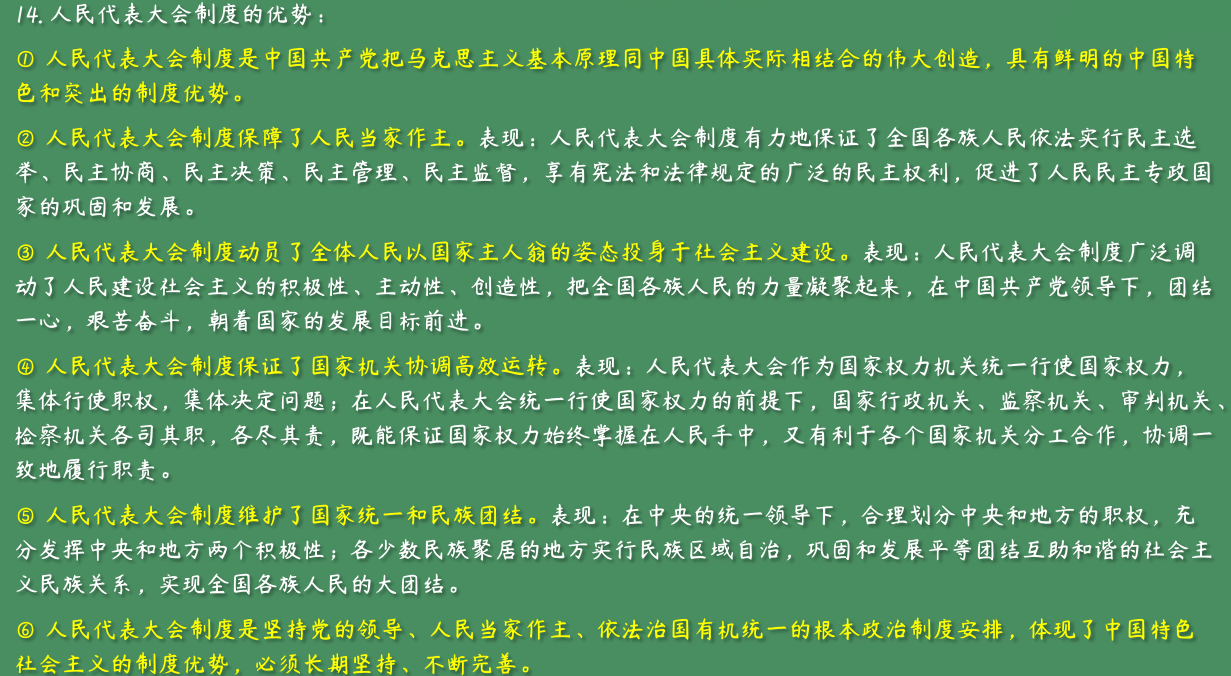 14.人民代表大会制度的优势：
① 人民代表大会制度是中国共产党把马克思主义基本原理同中国具体实际相结合的伟大创造，具有鲜明的中国特
色和突出的制度优势。
② 人民代表大会制度保障了人民当家作主。表现：人民代表大会制度有力地保证了全国各族人民依法实行民主选
举、民主协商、民主决策、民主管理、民主监督，享有宪法和法律规定的广泛的民主权利，促进了人民民主专政国
家的巩固和发展。
③ 人民代表大会制度动员了全体人民以国家主人翁的姿态投身于社会主义建设。表现：人民代表大会制度广泛调
动了人民建设社会主义的积极性、主动性、创造性，把全国各族人民的力量凝聚起来，在中国共产党领导下，团结
一心，艰苦奋斗，朝着国家的发展目标前进。
④ 人民代表大会制度保证了国家机关协调高效运转。表现：人民代表大会作为国家权力机关统一行使国家权力，
集体行使职权，集体决定问题；在人民代表大会统一行使国家权力的前提下，国家行政机关、监察机关、审判机关、
检察机关各司其职，各尽其责，既能保证国家权力始终掌握在人民手中，又有利于各个国家机关分工合作，协调一
致地履行职责。
⑤ 人民代表大会制度维护了国家统一和民族团结。表现：在中央的统一领导下，合理划分中央和地方的职权，充
分发挥中央和地方两个积极性；各少数民族聚居的地方实行民族区域自治，巩固和发展平等团结互助和谐的社会主
义民族关系，实现全国各族人民的大团结。
⑥ 人民代表大会制度是坚持党的领导、人民当家作主、依法治国有机统一的根本政治制度安排，体现了中国特色
社会主义的制度优势，必须长期坚持、不断完善。